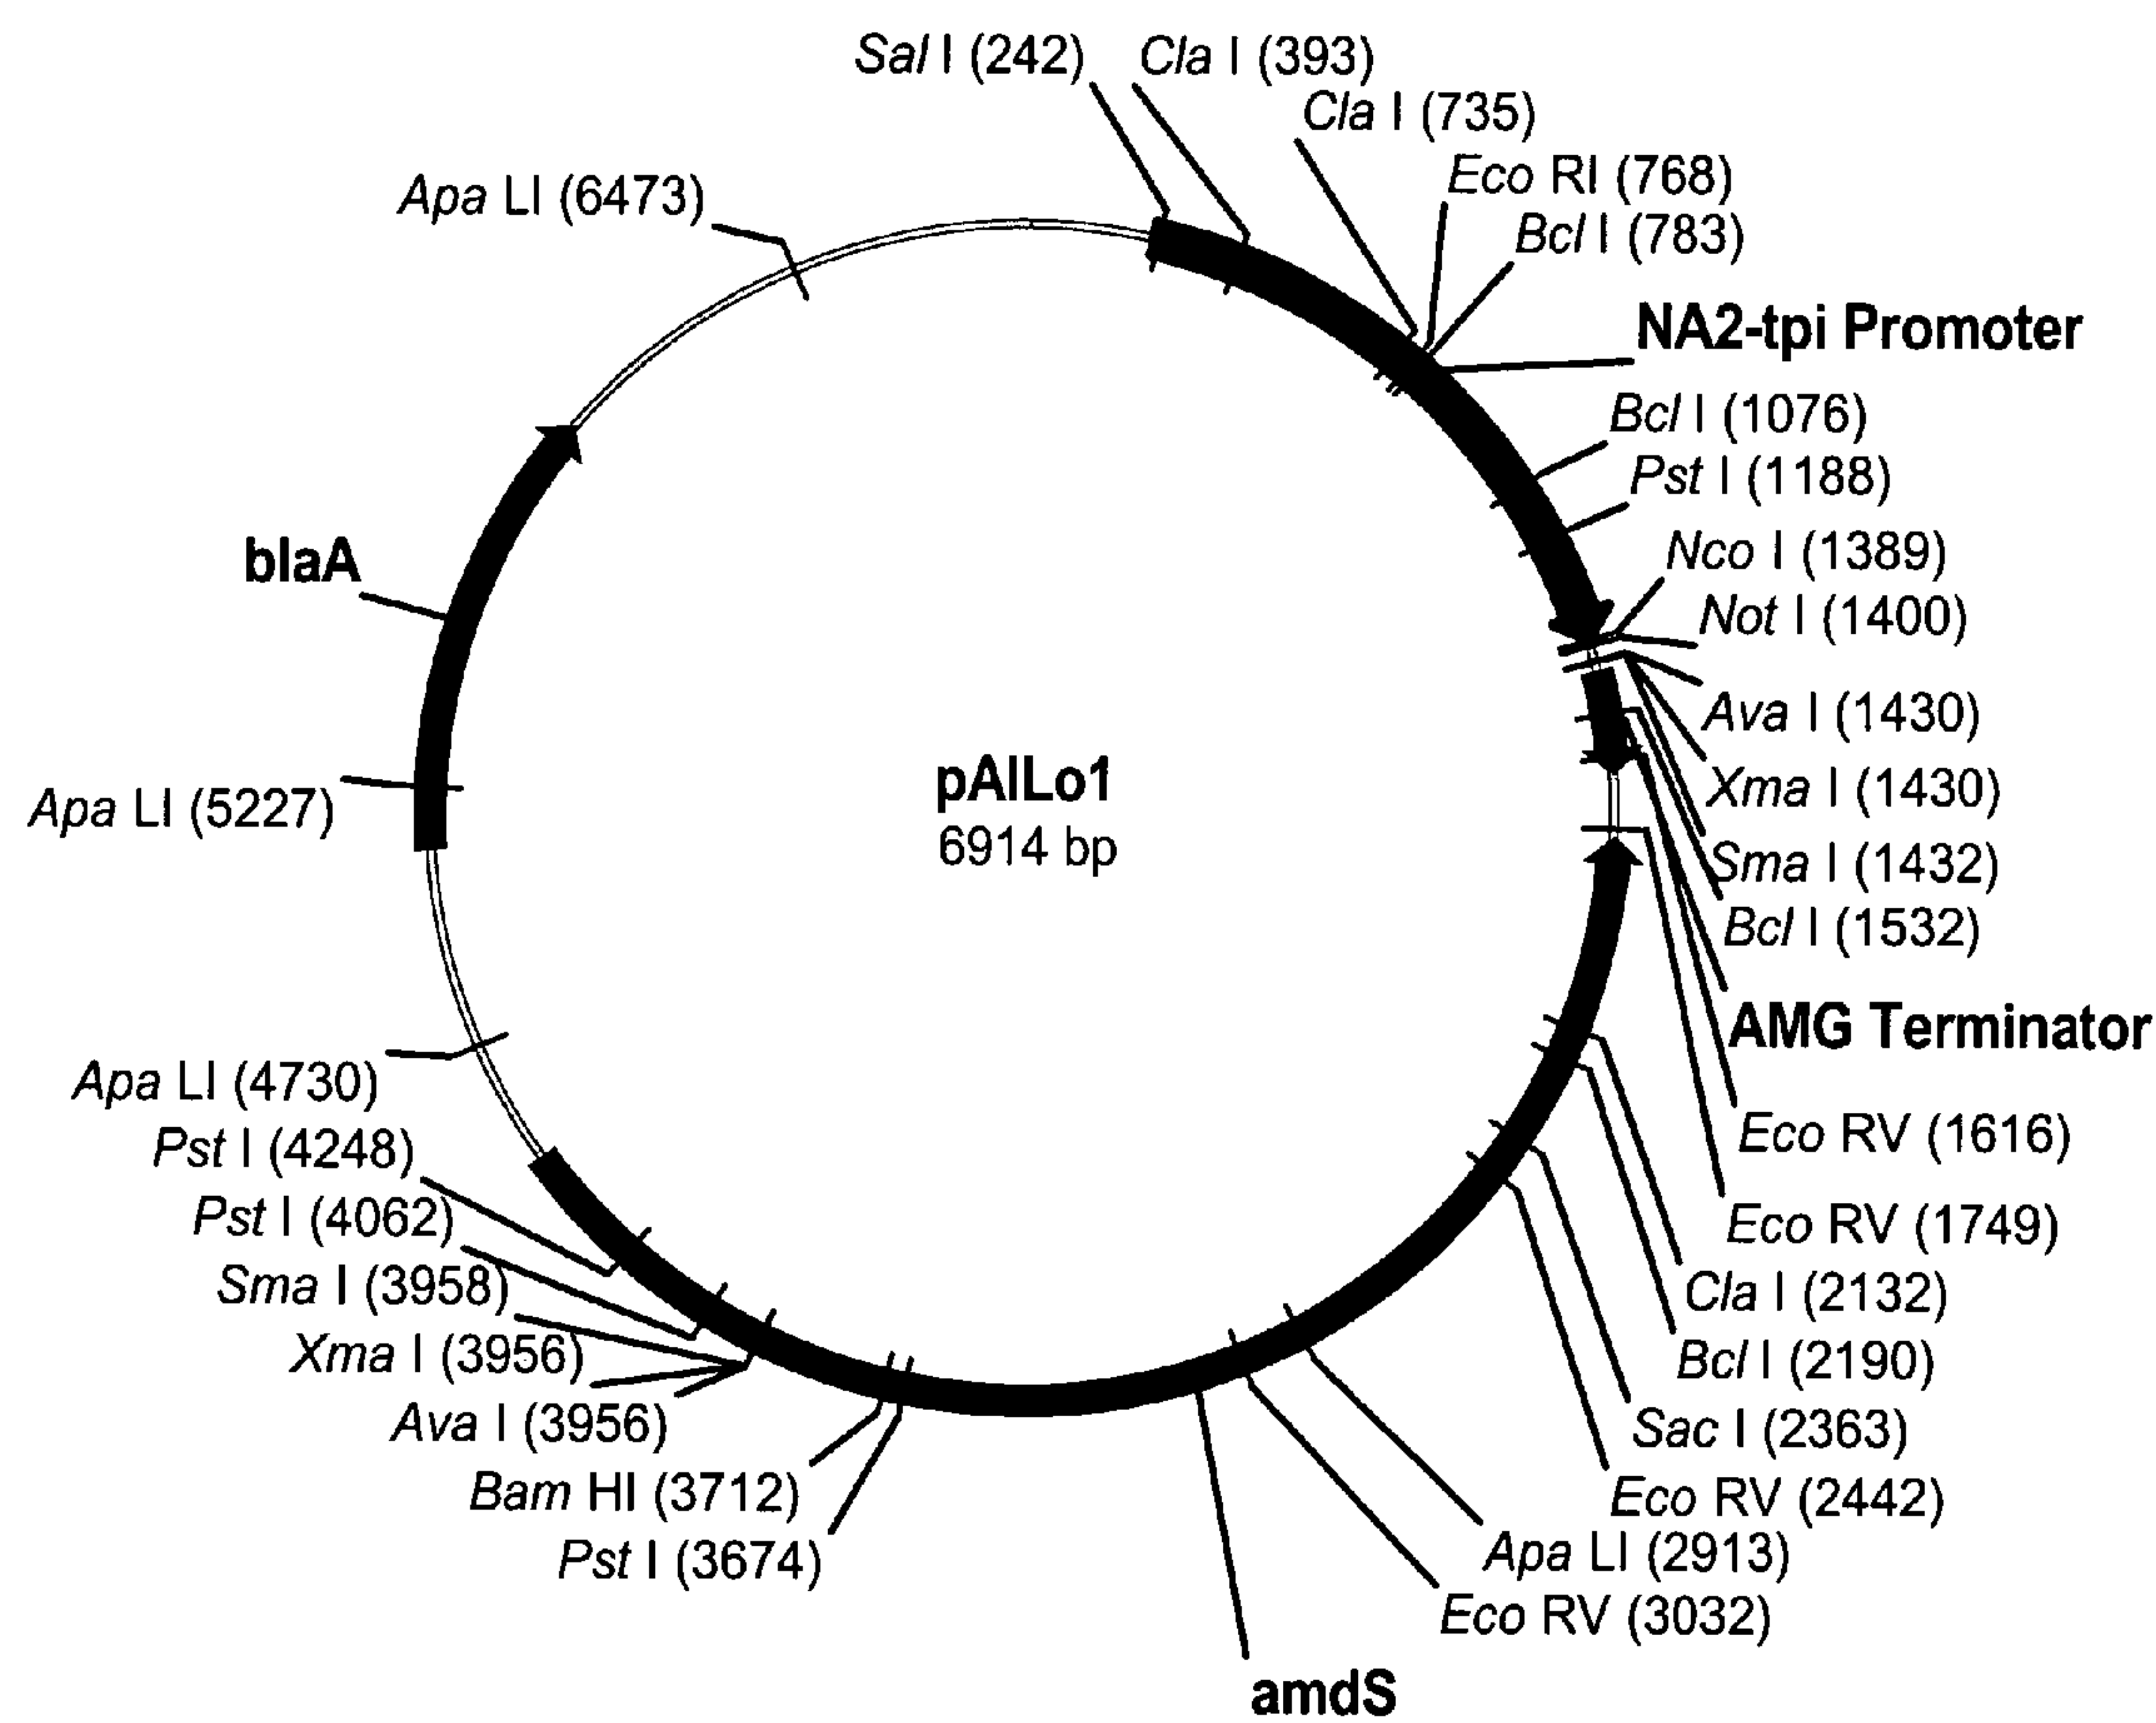 Sal I (242)
Cla I (393)
Cla I (735)
Eco RI (768)
Bcl I (783)
NA2-tpi Promoter
Bcl I (1076)
Pst I (1188)
Nco I (1389)
Not I (1400)
Ava I (1430)
Xma I (1430)
Sma I (1432)
Bcl I (1532)
AMG Terminator
Eco RV (1616)
Eco RV (1749)
Cla I (2132)
Bcl I (2190)
Sac I (2363)
Eco RV (2442)
Apa LI (2913)
Eco RV (3032)
amdS
Pst I (3674)
Bam HI (3712)
Ava I (3956)
Xma I (3956)
Sma I (3958)
Pst I (4062)
Pst I (4248)
Apa LI (4730)
Apa LI (5227)
blaA
Apa LI (6473)
pAlLo1
6914 bp